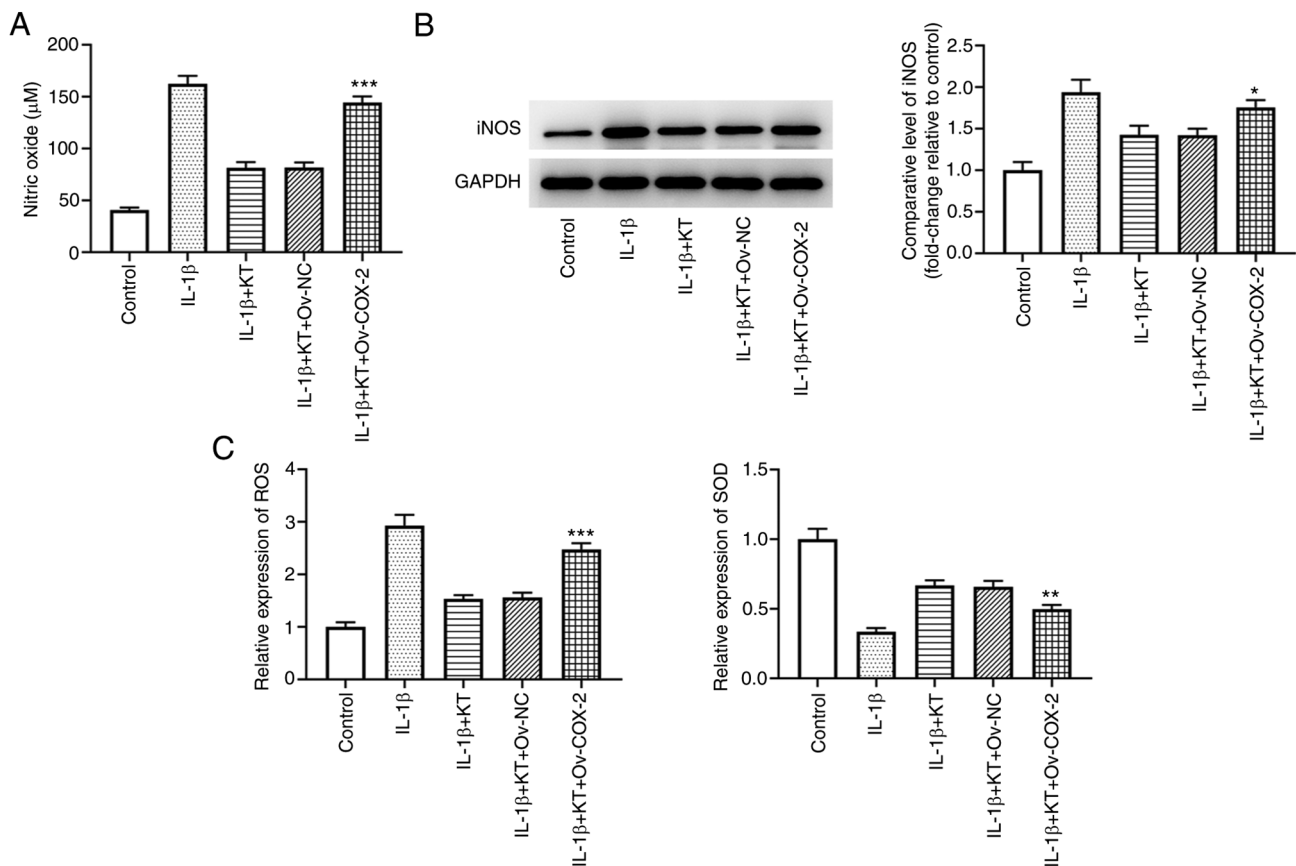 A
Nitric oxide (μM)
200
150
100
50
0
***
Control
IL-1β
IL-1β+KT
IL-1β+KT+Ov-NC
IL-1β+KT+Ov-COX-2
B
iNOS
GAPDH
Control
IL-1β
IL-1β+KT
IL-1β+KT+Ov-NC
IL-1β+KT+Ov-COX-2
Comparative level of iNOS
(fold-change relative to control)
2.5
2.0
1.5
1.0
0.5
0.0
*
Control
IL-1β
IL-1β+KT
IL-1β+KT+Ov-NC
IL-1β+KT+Ov-COX-2
C
Relative expression of ROS
4
3
2
1
0
***
Control
IL-1β
IL-1β+KT
IL-1β+KT+Ov-NC
IL-1β+KT+Ov-COX-2
Relative expression of SOD
1.5
1.0
0.5
0.0
**
Control
IL-1β
IL-1β+KT
IL-1β+KT+Ov-NC
IL-1β+KT+Ov-COX-2